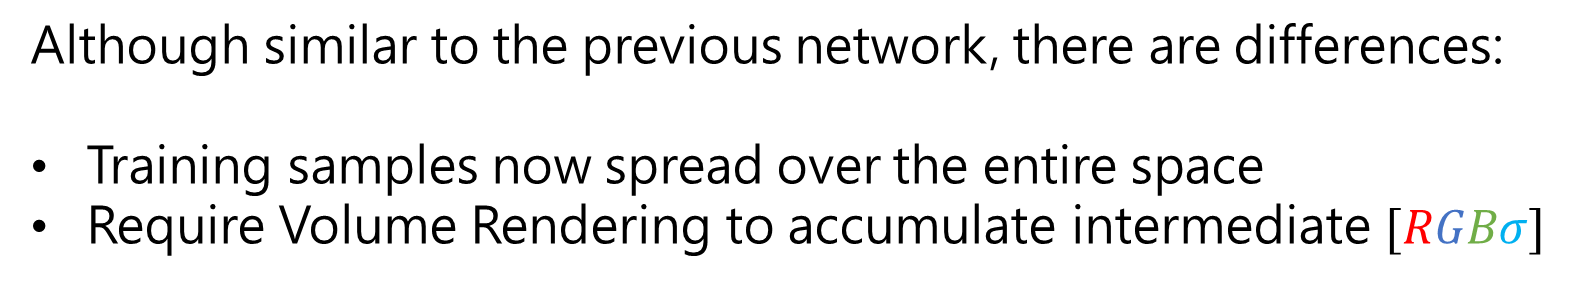 Although similar to the previous network, there are differences:
• Training samples now spread over the entire space
• Require Volume Rendering to accumulate intermediate [RGBσ]